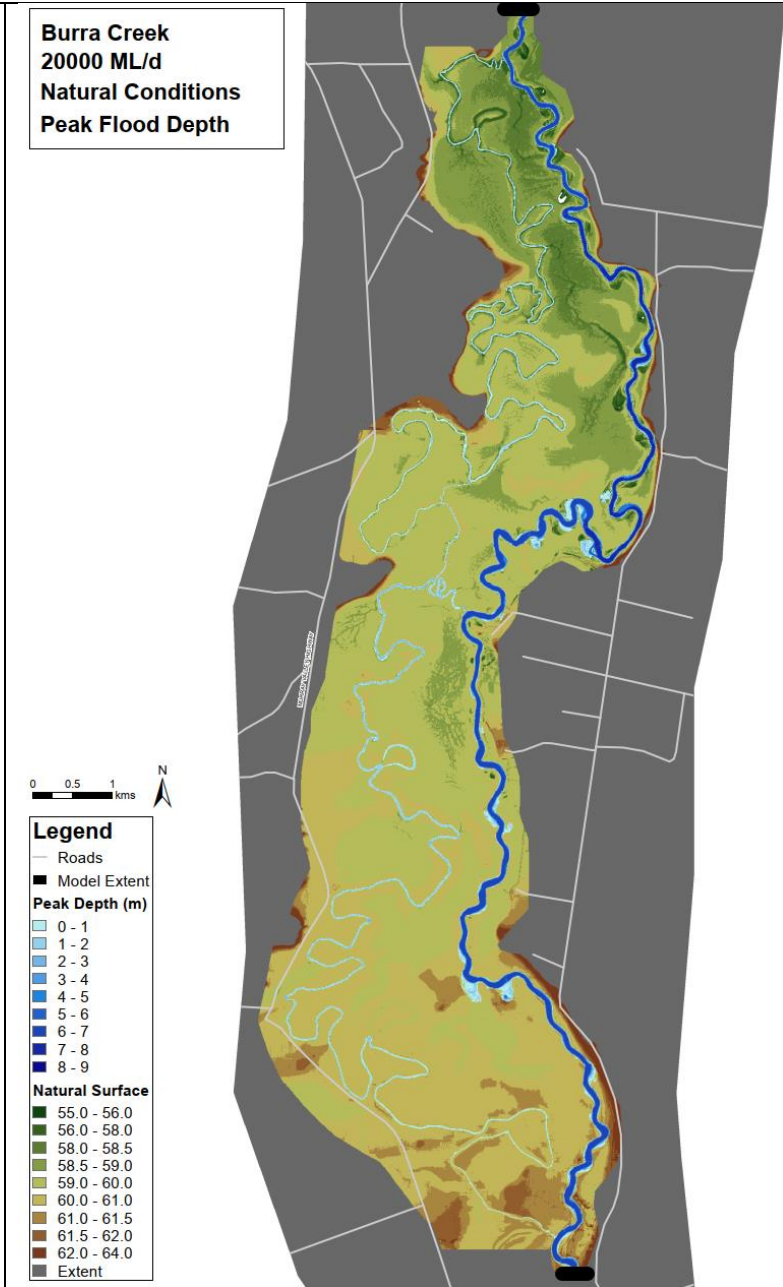 Burra Creek
20000 ML/d
Natural Conditions
Peak Flood Depth
N
0 0.5 1
kms
Legend
Roads
Model Extent
Peak Depth (m)
0 - 1
1 - 2
2 - 3
3 - 4
4 - 5
5 - 6
6 - 7
7 - 8
8 - 9
Natural Surface
55.0 - 56.0
56.0 - 58.0
58.0 - 58.5
58.5 - 59.0
59.0 - 60.0
60.0 - 61.0
61.0 - 61.5
61.5 - 62.0
62.0 - 64.0
Extent